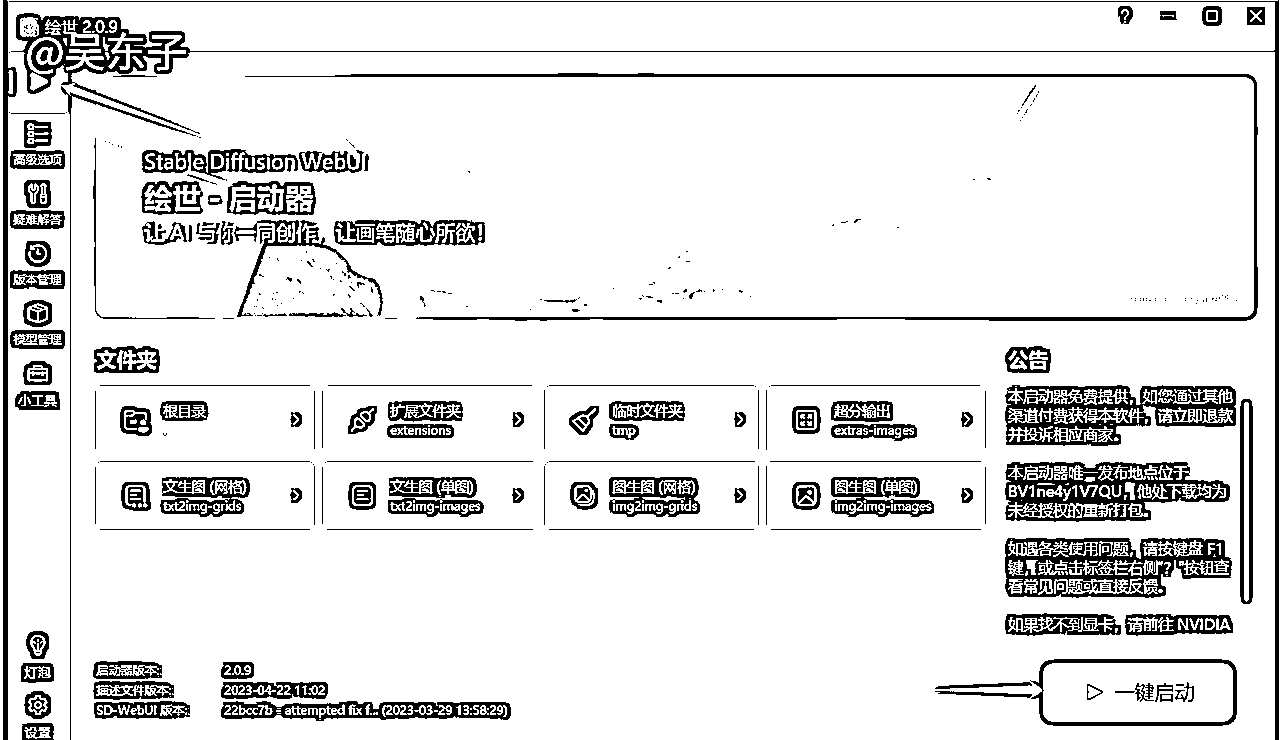 绘世 2.0.9
@吴东子
高级选项
疑难解答
版本管理
模型管理
小工具
灯泡
设置
Stable Diffusion WebUI
绘世 - 启动器
让 AI 与你一同创作，让画笔随心所欲！
文件夹
根目录
.
扩展文件夹
extensions
临时文件夹
tmp
超分输出
extras-images
文生图 (网格)
txt2img-grids
文生图 (单图)
txt2img-images
图生图 (网格)
img2img-grids
图生图 (单图)
img2img-images
公告
本启动器免费提供，如您通过其他
渠道付费获得本软件，请立即退款
并投诉相应商家。
本启动器唯一发布地点位于
BV1ne4y1V7QU，他处下载均为
未经授权的重新打包。
如遇各类使用问题，请按键盘 F1
键，或点击标签栏右侧“？”按钮查
看常见问题或直接反馈。
如果找不到显卡，请前往 NVIDIA
启动器版本:
2.0.9
描述文件版本:
2023-04-22 11:02
SD-WebUI 版本:
22bcc7b - attempted fix f... (2023-03-29 13:58:29)
一键启动